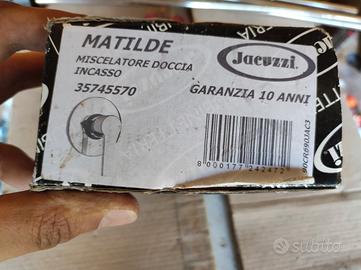 MATILDE
Jacuzzi
MISCELATORE DOCCIA
INCASSO
35745570
GARANZIA 10 ANNI
8 000177 242472
subito